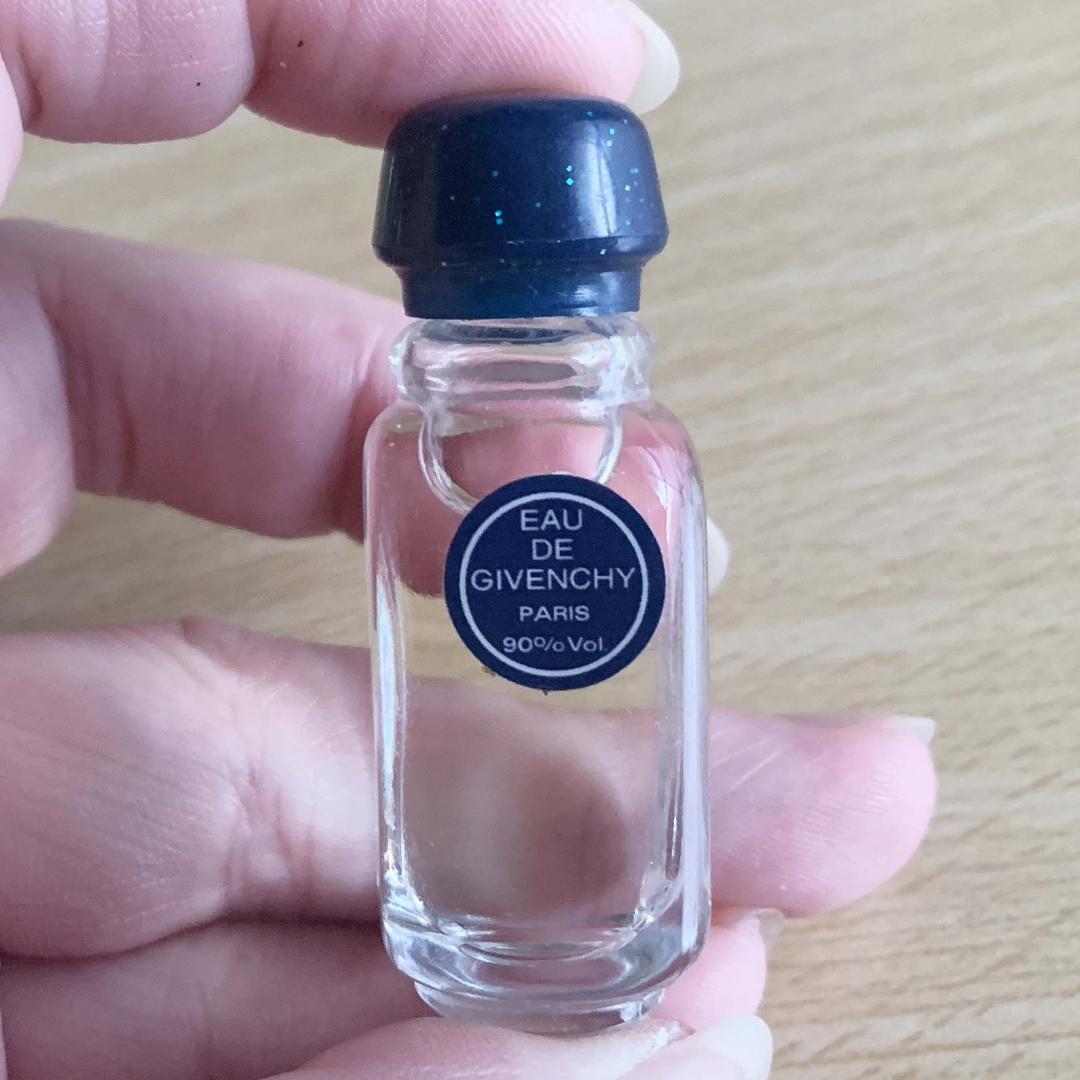 EAU
DE
GIVENCHY
PARIS
90% Vol.